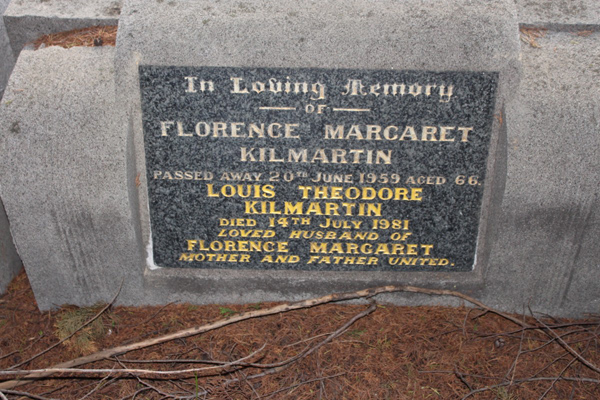 In Loving Memory
OF
FLORENCE MARGARET
KILMARTIN
PASSED AWAY 20TH JUNE 1959 AGED 66.
LOUIS THEODORE
KILMARTIN
DIED 14TH JULY 1981
LOVED HUSBAND OF
FLORENCE MARGARET
MOTHER AND FATHER UNITED.